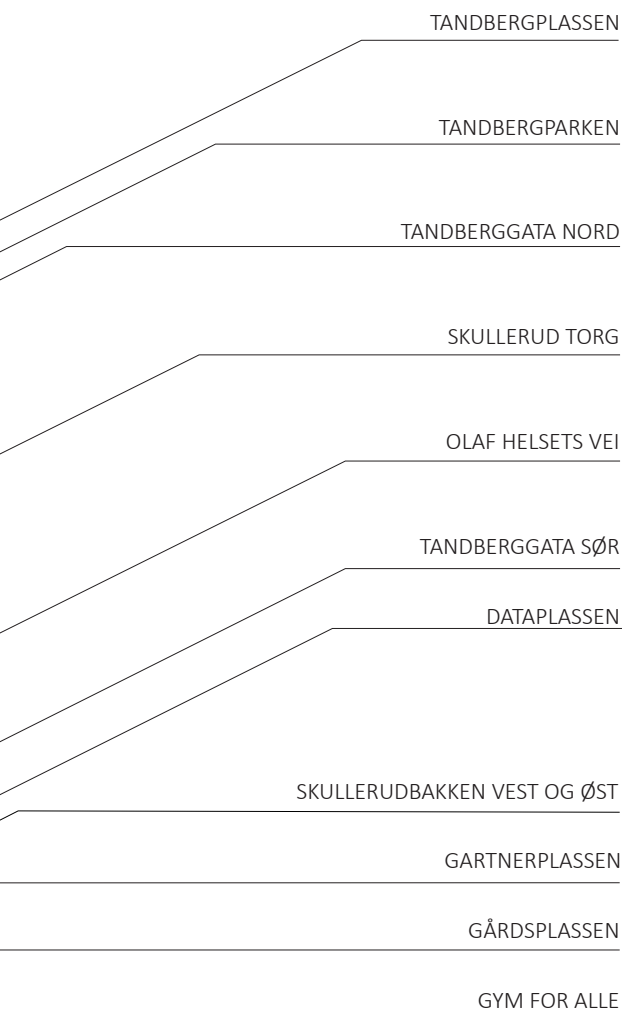 TANDBERGPLASSEN
TANDBERGPARKEN
TANDBERGGATA NORD
SKULLERUD TORG
OLAF HELSETS VEI
TANDBERGGATA SØR
DATAPLASSEN
SKULLERUDBAKKEN VEST OG ØST
GARTNERPLASSEN
GÅRDSPLASSEN
GYM FOR ALLE